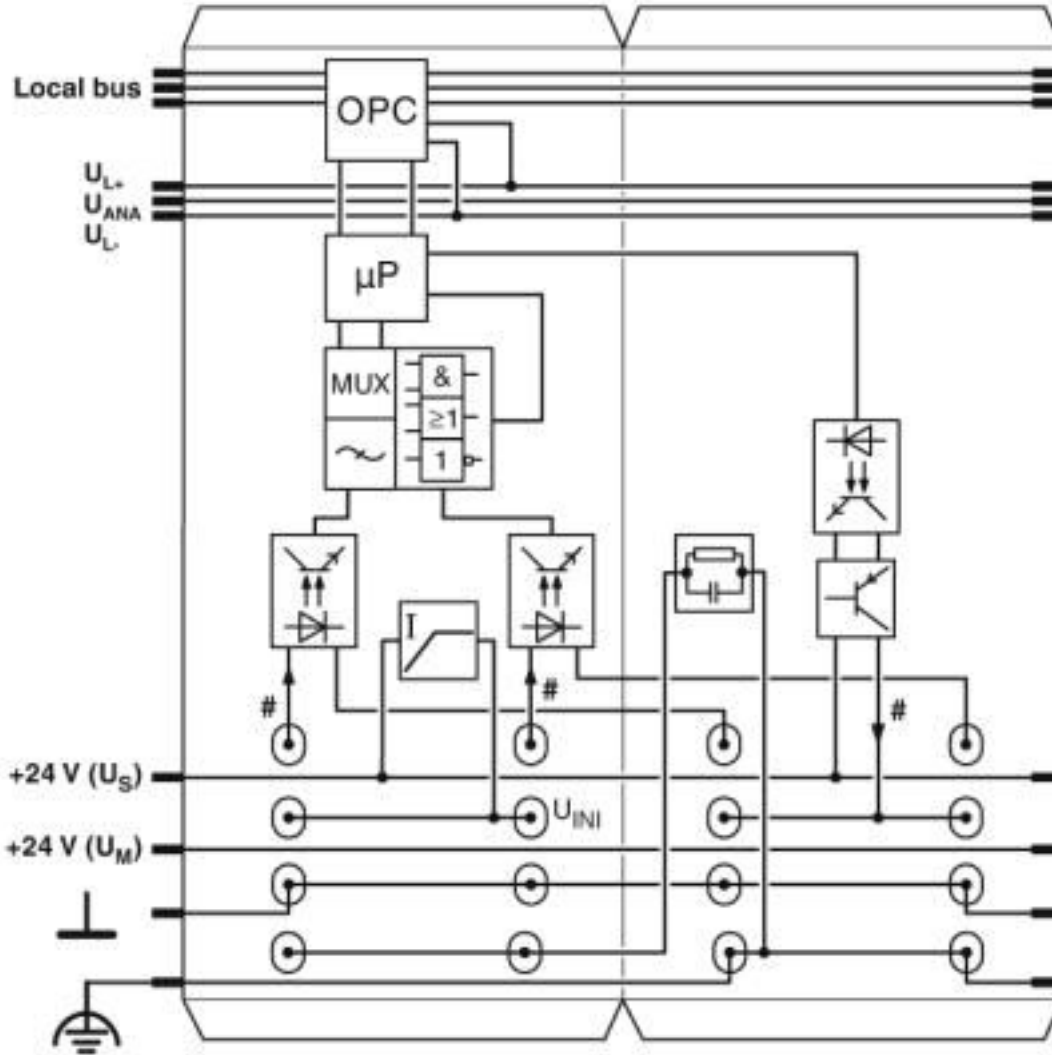 Local bus
OPC
UL+
UANA
UL-
µP
MUX
&
≥1
1
I
#
#
#
+24 V (US)
UINI
+24 V (UM)